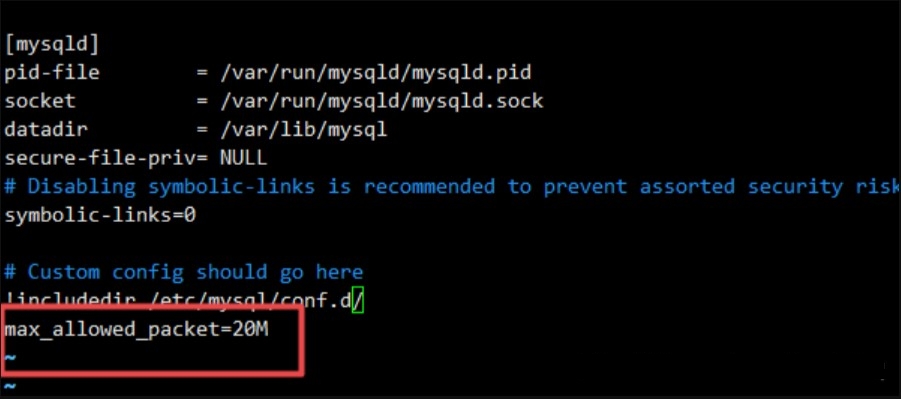 [mysqld]
pid-file        = /var/run/mysqld/mysqld.pid
socket          = /var/run/mysqld/mysqld.sock
datadir         = /var/lib/mysql
secure-file-priv= NULL
# Disabling symbolic-links is recommended to prevent assorted security risk
symbolic-links=0
# Custom config should go here
!includedir /etc/mysql/conf.d/
max_allowed_packet=20M
~
~